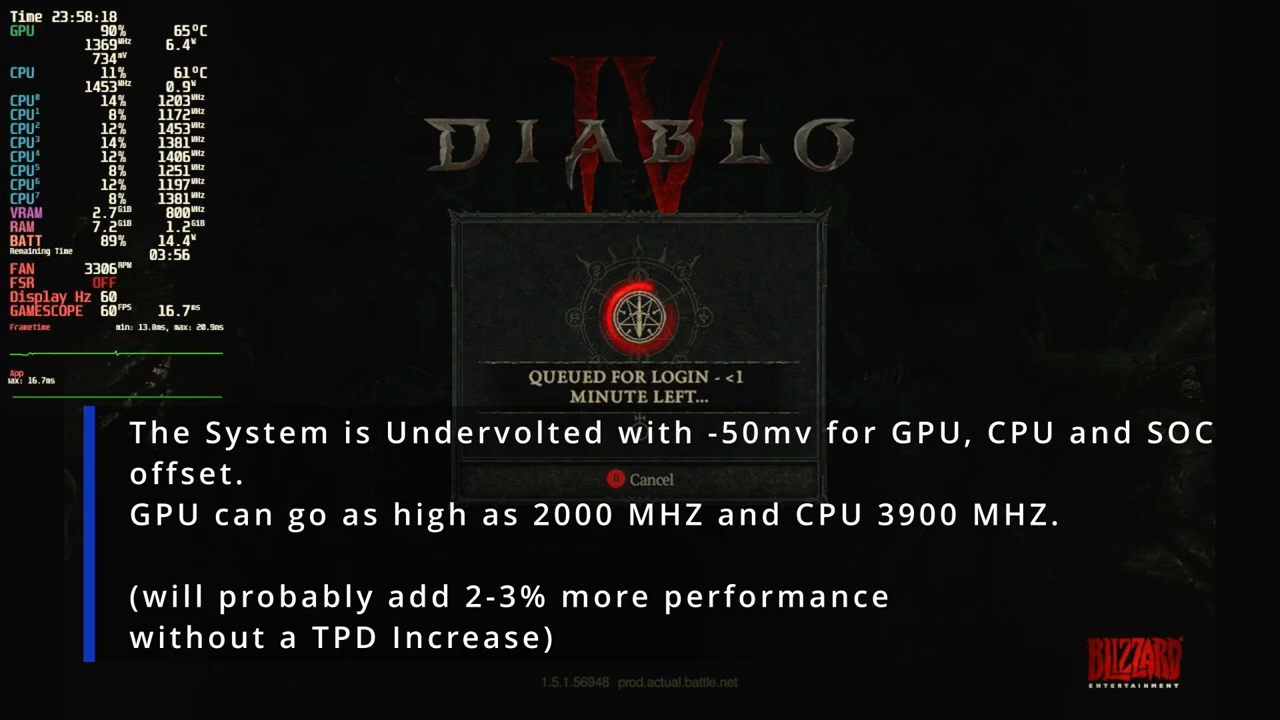 Time 23:58:18
GPU 90% 65°C
1369MHz 6.4W
734mV
CPU 11% 61°C
1453MHz 0.9W
CPU0 14% 1203MHz
CPU1 8% 1172MHz
CPU2 12% 1453MHz
CPU3 14% 1381MHz
CPU4 12% 1406MHz
CPU5 8% 1251MHz
CPU6 12% 1197MHz
CPU7 8% 1381MHz
VRAM 2.7GiB 800MHz
RAM 7.2GiB 1.2GiB
BATT 89% 14.4W
Remaining Time 03:56
FAN 3306RPM
FSR OFF
Display Hz 60
GAMESCOPE 60FPS 16.7ms
Frametime min: 13.0ms, max: 20.9ms
App
max: 16.7ms
IV
DIABLO
QUEUED FOR LOGIN - <1
MINUTE LEFT...
B Cancel
The System is Undervolted with -50mv for GPU, CPU and SOC
offset.
GPU can go as high as 2000 MHZ and CPU 3900 MHZ.
(will probably add 2-3% more performance
without a TPD Increase)
1.5.1.56948 prod.actual.battle.net
BLIZZARD
ENTERTAINMENT